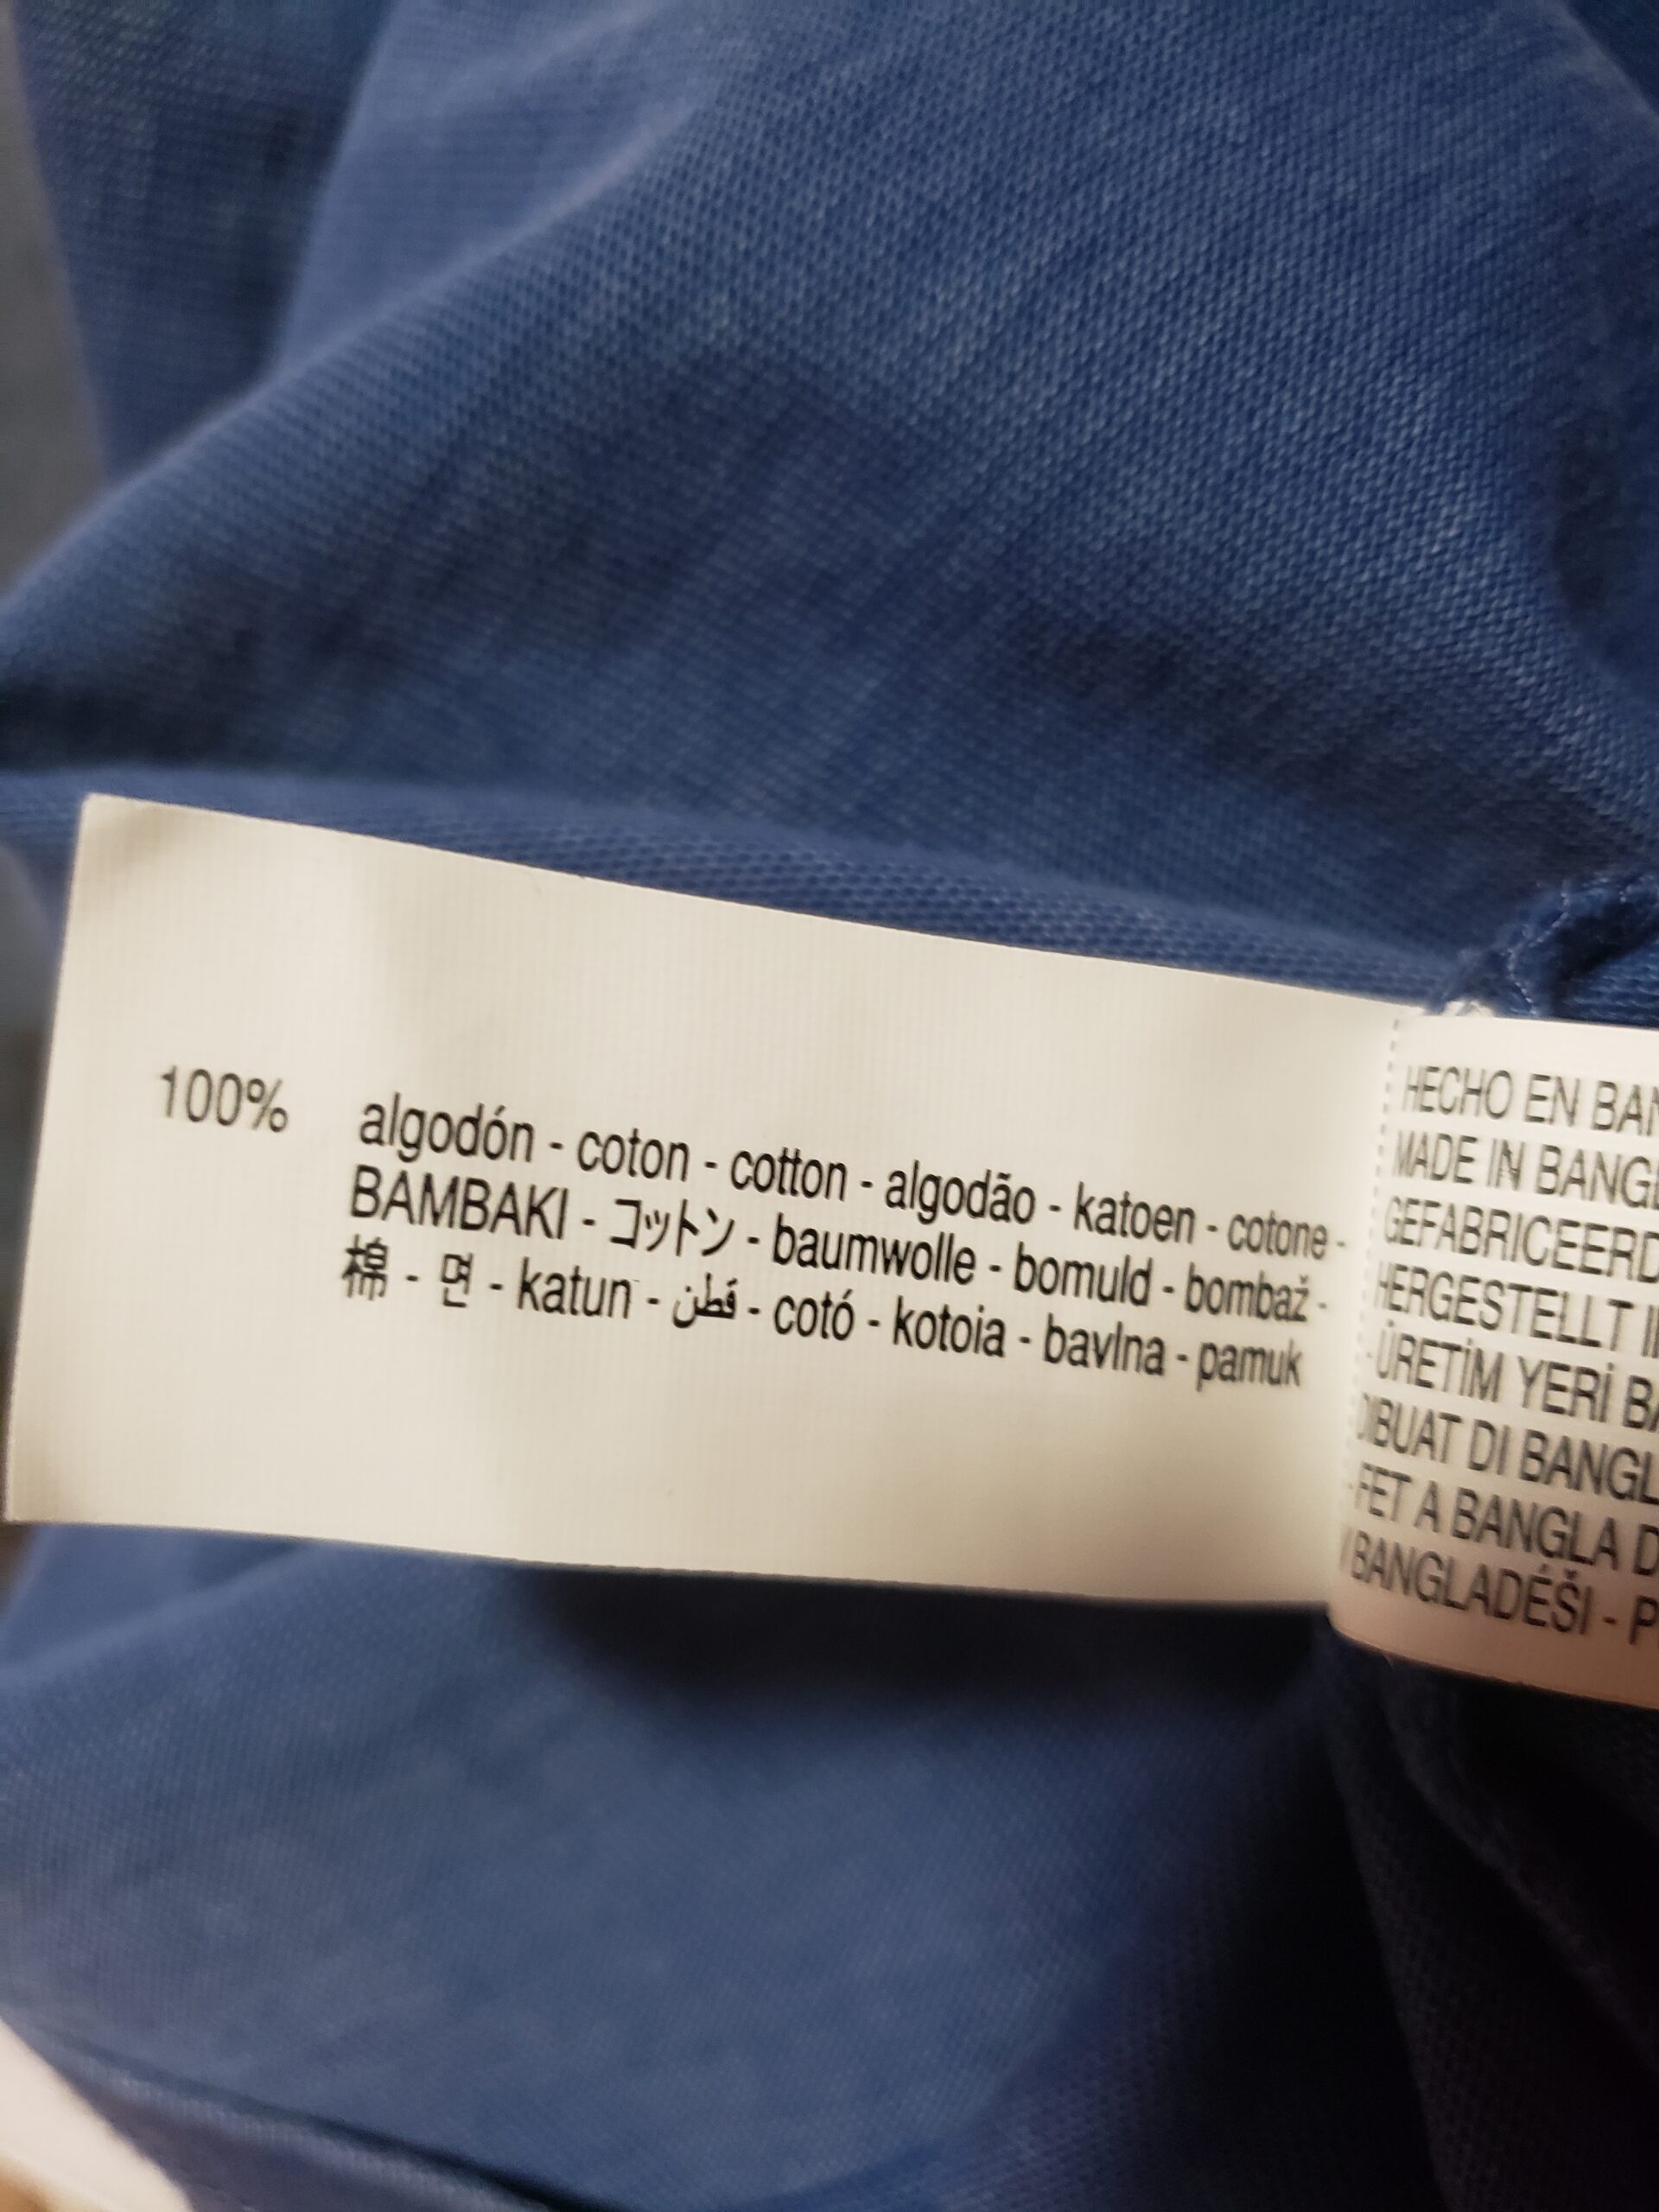 100% algodón - coton - cotton - algodão - katoen - cotone -
BAMBAKI - コットン - baumwolle - bomuld - bombaž -
棉 - 면 - katun - قطن - cotó - kotoia - bavlna - pamuk
HECHO EN BAN
MADE IN BANGL
GEFABRICEERD
HERGESTELLT I
- ÜRETİM YERİ BA
DIBUAT DI BANGL
- FET A BANGLA D
V BANGLADÉŠI - P